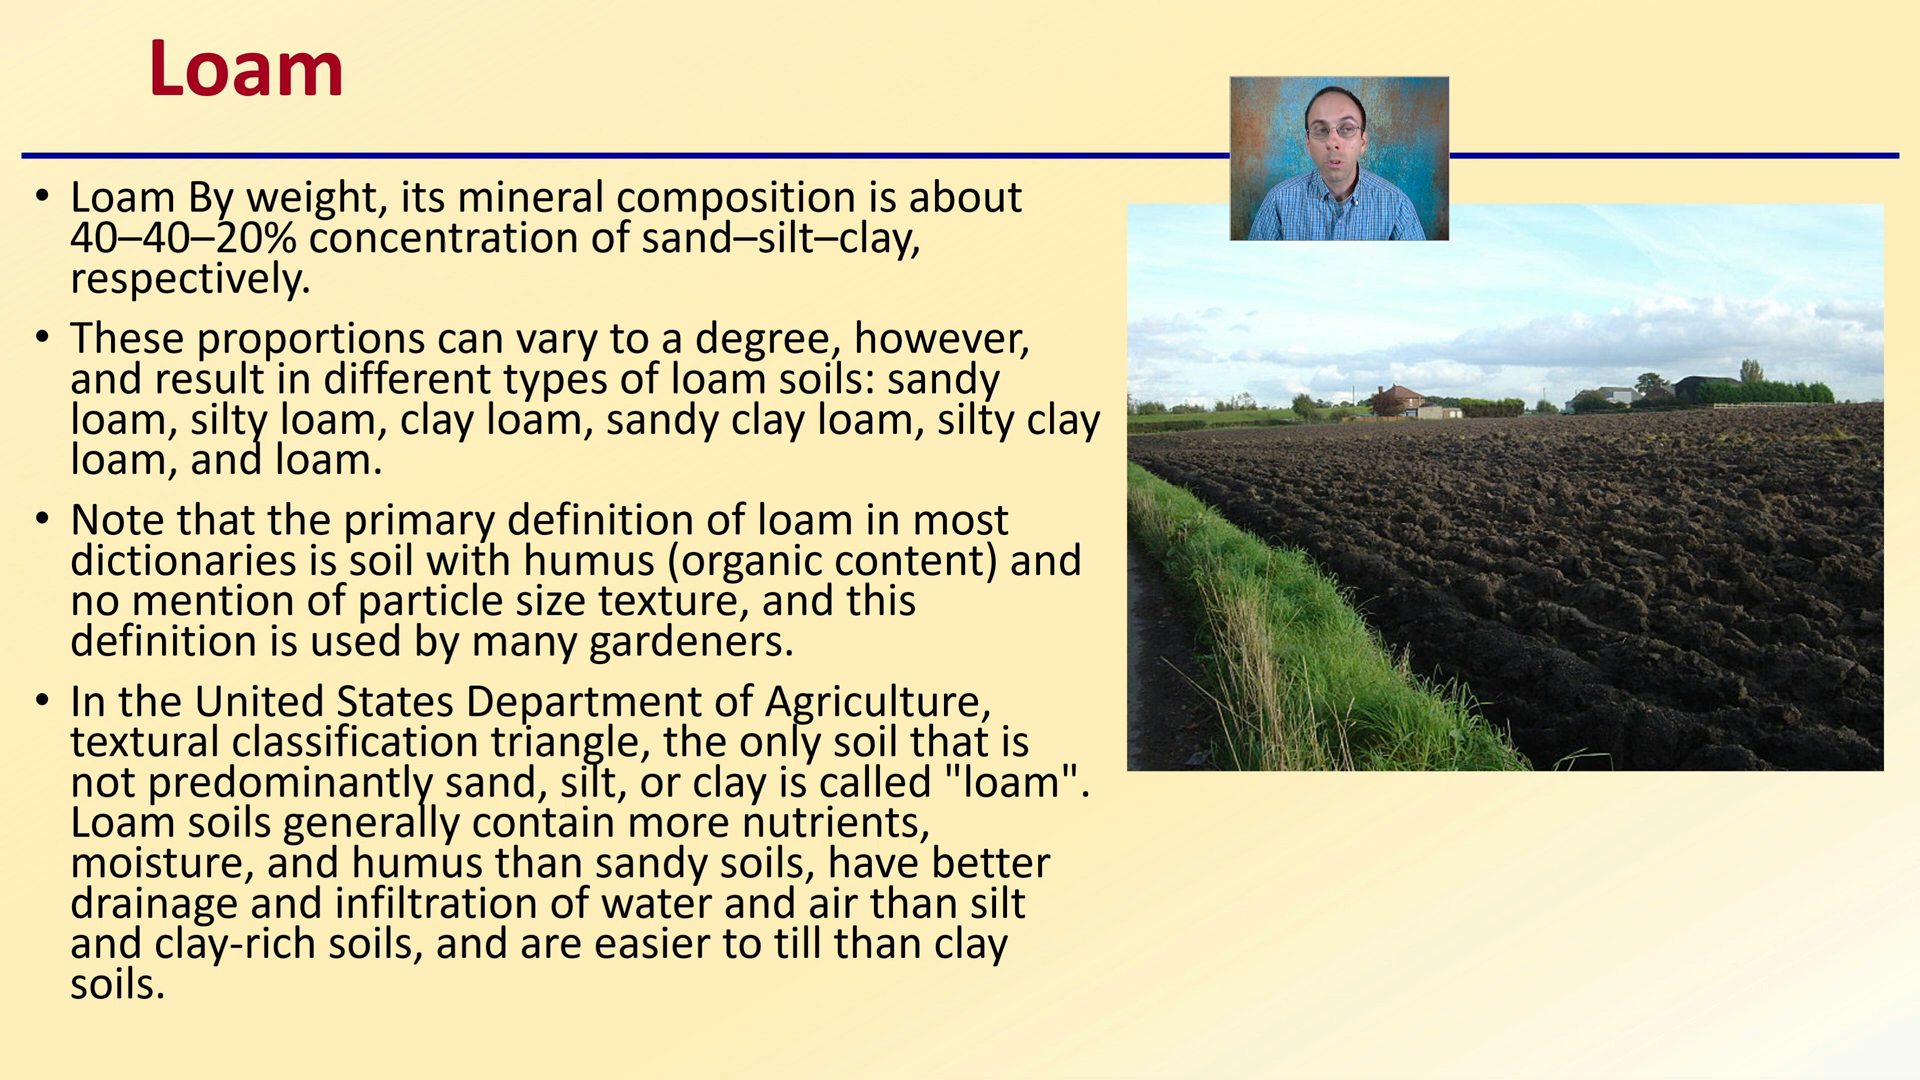 Loam
• Loam By weight, its mineral composition is about
40–40–20% concentration of sand–silt–clay,
respectively.
• These proportions can vary to a degree, however,
and result in different types of loam soils: sandy
loam, silty loam, clay loam, sandy clay loam, silty clay
loam, and loam.
• Note that the primary definition of loam in most
dictionaries is soil with humus (organic content) and
no mention of particle size texture, and this
definition is used by many gardeners.
• In the United States Department of Agriculture,
textural classification triangle, the only soil that is
not predominantly sand, silt, or clay is called "loam".
Loam soils generally contain more nutrients,
moisture, and humus than sandy soils, have better
drainage and infiltration of water and air than silt
and clay-rich soils, and are easier to till than clay
soils.